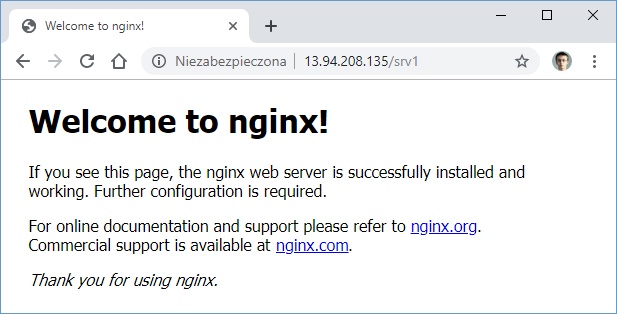 Welcome to nginx!
Niezabezpieczona | 13.94.208.135/srv1
Welcome to nginx!
If you see this page, the nginx web server is successfully installed and
working. Further configuration is required.
For online documentation and support please refer to nginx.org.
Commercial support is available at nginx.com.
Thank you for using nginx.